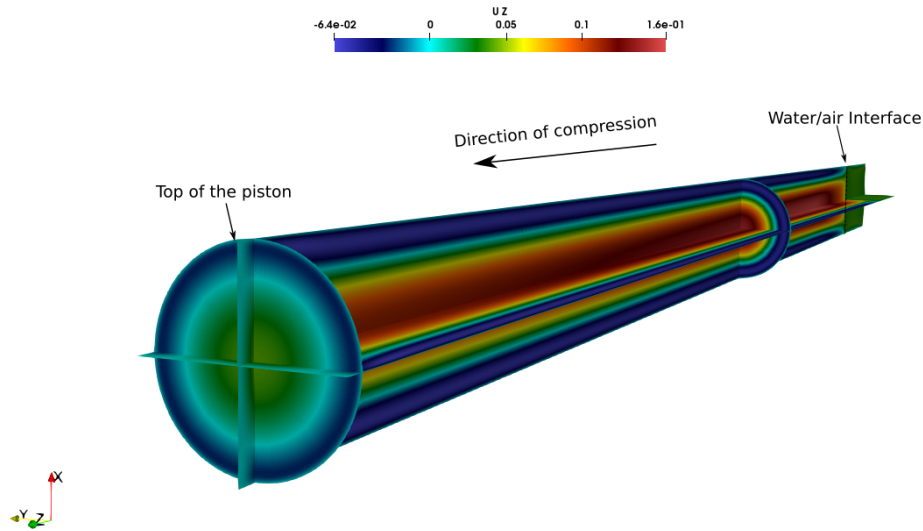 U Z
-6.4e-02 0 0.05 0.1 1.6e-01
Water/air Interface
Direction of compression
Top of the piston
X
Y Z